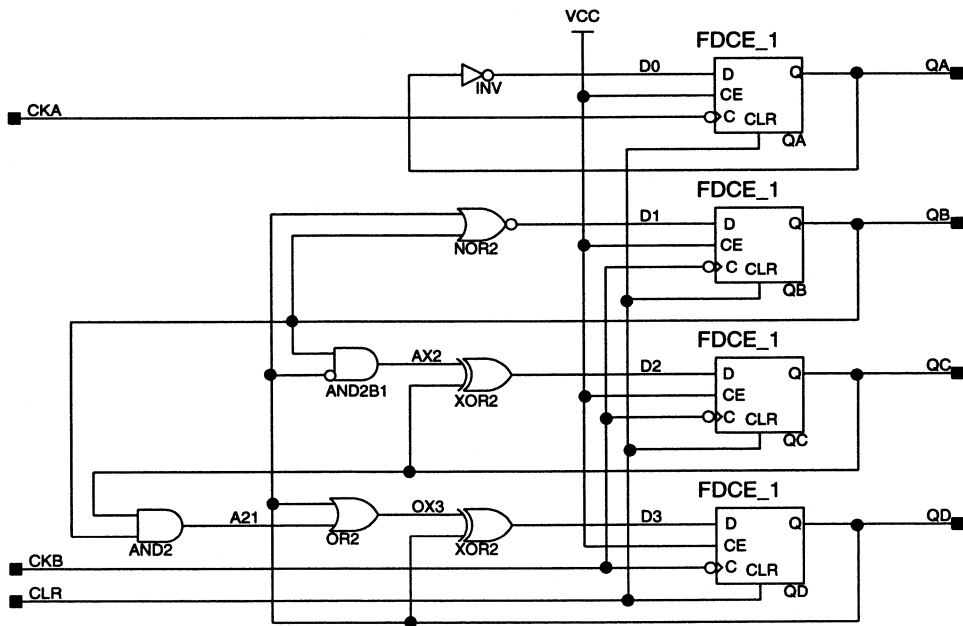 VCC
FDCE_1
D0
D
Q
QA
INV
CE
CKA
C
CLR
QA
FDCE_1
D1
D
Q
QB
NOR2
CE
C
CLR
QB
FDCE_1
AX2
D2
D
Q
QC
AND2B1
XOR2
CE
C
CLR
QC
FDCE_1
A21
OX3
D3
D
Q
QD
AND2
OR2
XOR2
CE
CKB
C
CLR
CLR
QD